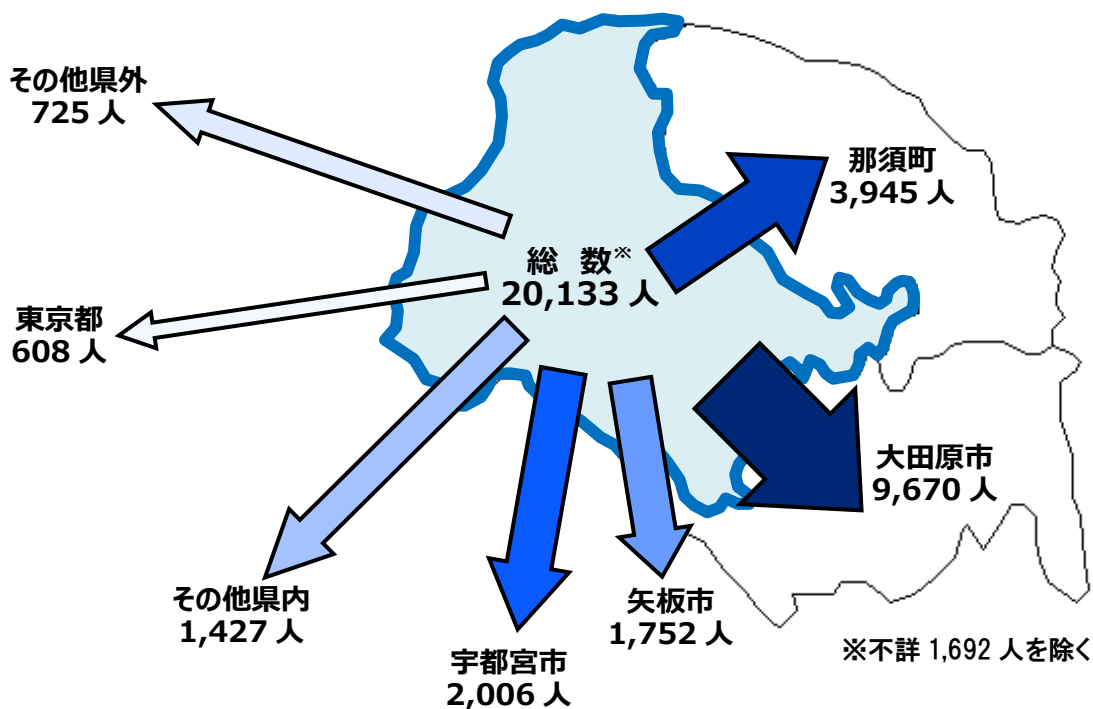 その他県外
725 人
那須町
3,945 人
総 数※
20,133 人
東京都
608 人
大田原市
9,670 人
その他県内
1,427 人
矢板市
1,752 人
宇都宮市
2,006 人
※不詳 1,692 人を除く